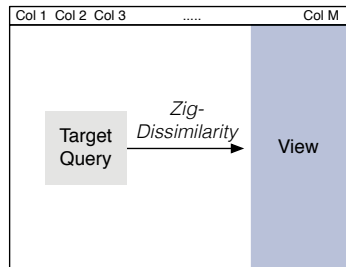 Col 1 Col 2 Col 3 ..... Col M
Zig-
Dissimilarity
Target
Query
View